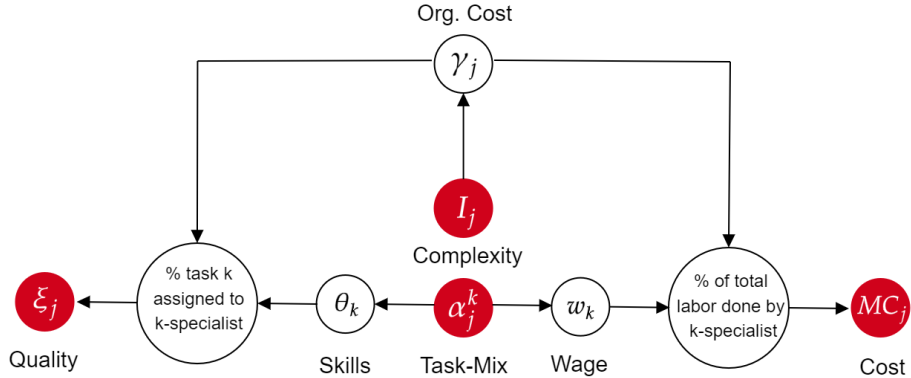 Org. Cost
γ_j
I_j
Complexity
% task k
assigned to
k-specialist
% of total
labor done by
k-specialist
ξ_j
θ_k
α_j^k
w_k
MC_j
Quality
Skills
Task-Mix
Wage
Cost